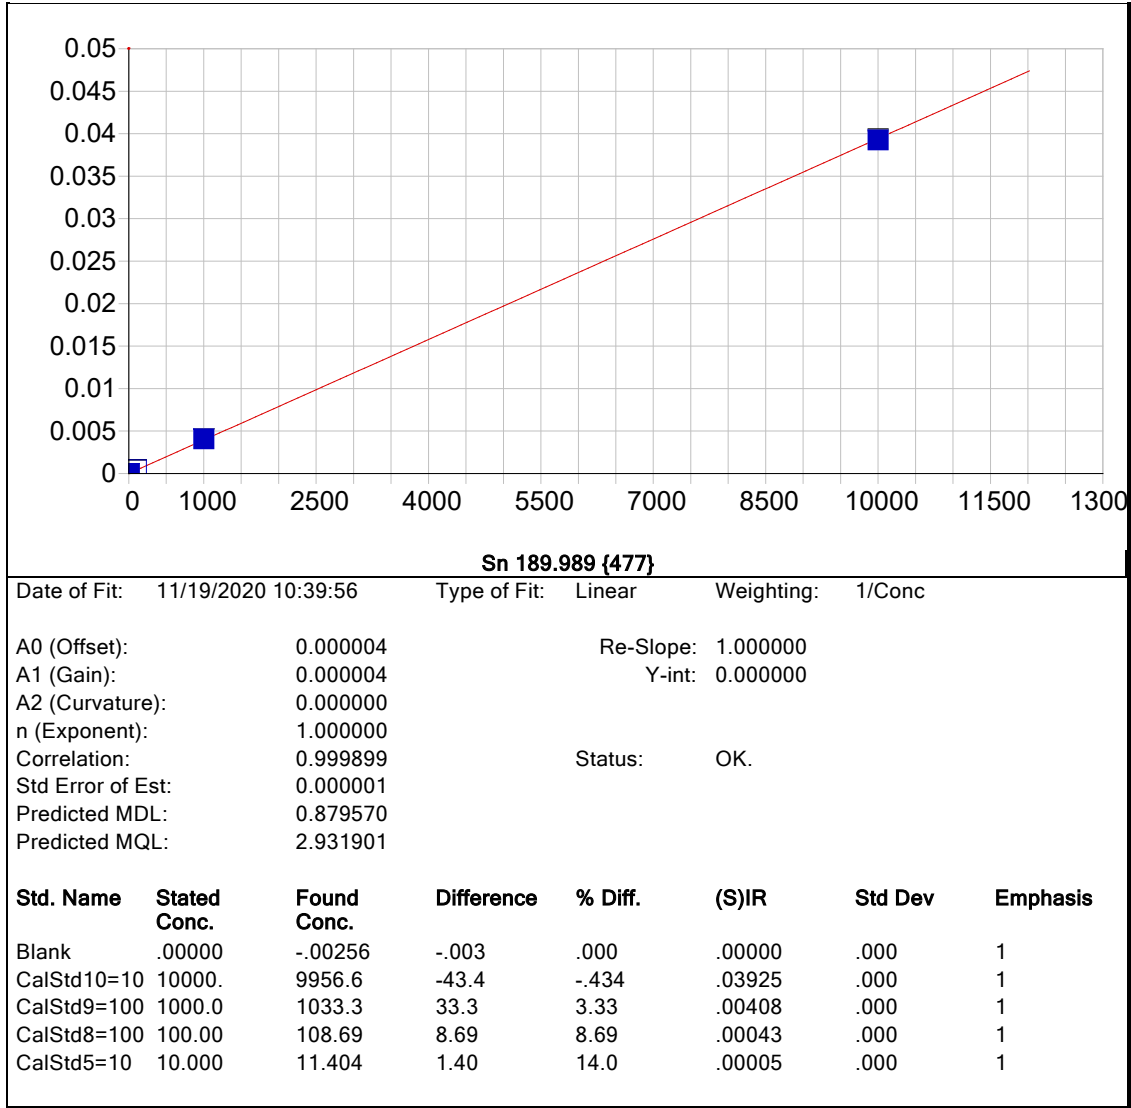 0.05
0.045
0.04
0.035
0.03
0.025
0.02
0.015
0.01
0.005
0
0 1000 2500 4000 5500 7000 8500 10000 11500 1300
Sn 189.989 {477}
Date of Fit: 11/19/2020 10:39:56 Type of Fit: Linear Weighting: 1/Conc
A0 (Offset): 0.000004 Re-Slope: 1.000000
A1 (Gain): 0.000004 Y-int: 0.000000
A2 (Curvature): 0.000000
n (Exponent): 1.000000
Correlation: 0.999899 Status: OK.
Std Error of Est: 0.000001
Predicted MDL: 0.879570
Predicted MQL: 2.931901
Std. Name Stated Found Difference % Diff. (S)IR Std Dev Emphasis
Conc. Conc.
Blank .00000 -.00256 -.003 .000 .00000 .000 1
CalStd10=10 10000. 9956.6 -43.4 -.434 .03925 .000 1
CalStd9=100 1000.0 1033.3 33.3 3.33 .00408 .000 1
CalStd8=100 100.00 108.69 8.69 8.69 .00043 .000 1
CalStd5=10 10.000 11.404 1.40 14.0 .00005 .000 1